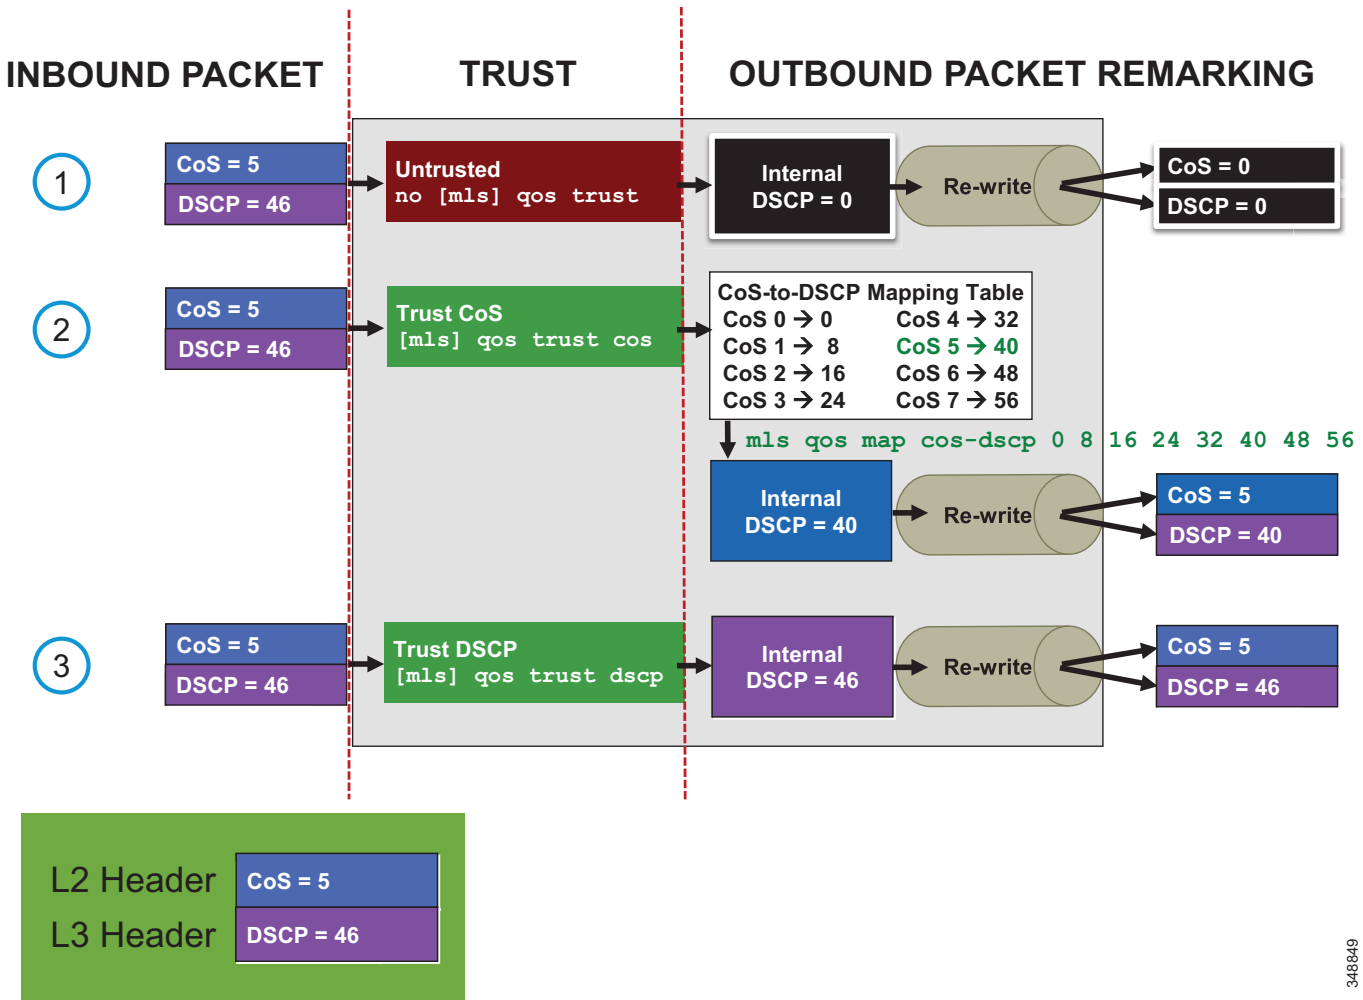 INBOUND PACKET
TRUST
OUTBOUND PACKET REMARKING
1
CoS = 5
DSCP = 46
Untrusted
no [mls] qos trust
Internal
DSCP = 0
Re-write
CoS = 0
DSCP = 0
2
CoS = 5
DSCP = 46
Trust CoS
[mls] qos trust cos
CoS-to-DSCP Mapping Table
CoS 0 → 0 CoS 4 → 32
CoS 1 → 8 CoS 5 → 40
CoS 2 → 16 CoS 6 → 48
CoS 3 → 24 CoS 7 → 56
mls qos map cos-dscp 0 8 16 24 32 40 48 56
Internal
DSCP = 40
Re-write
CoS = 5
DSCP = 40
3
CoS = 5
DSCP = 46
Trust DSCP
[mls] qos trust dscp
Internal
DSCP = 46
Re-write
CoS = 5
DSCP = 46
L2 Header CoS = 5
L3 Header DSCP = 46
348849